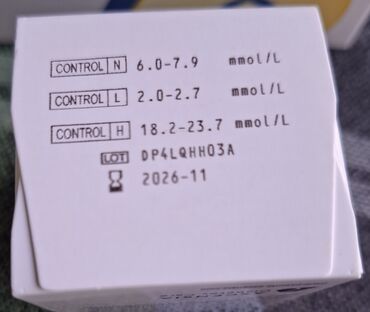 CONTROL N 6.0-7.9 mmol/L
CONTROL L 2.0-2.7 mmol/L
CONTROL H 18.2-23.7 mmol/L
LOT DP4LQHH03A
2026-11